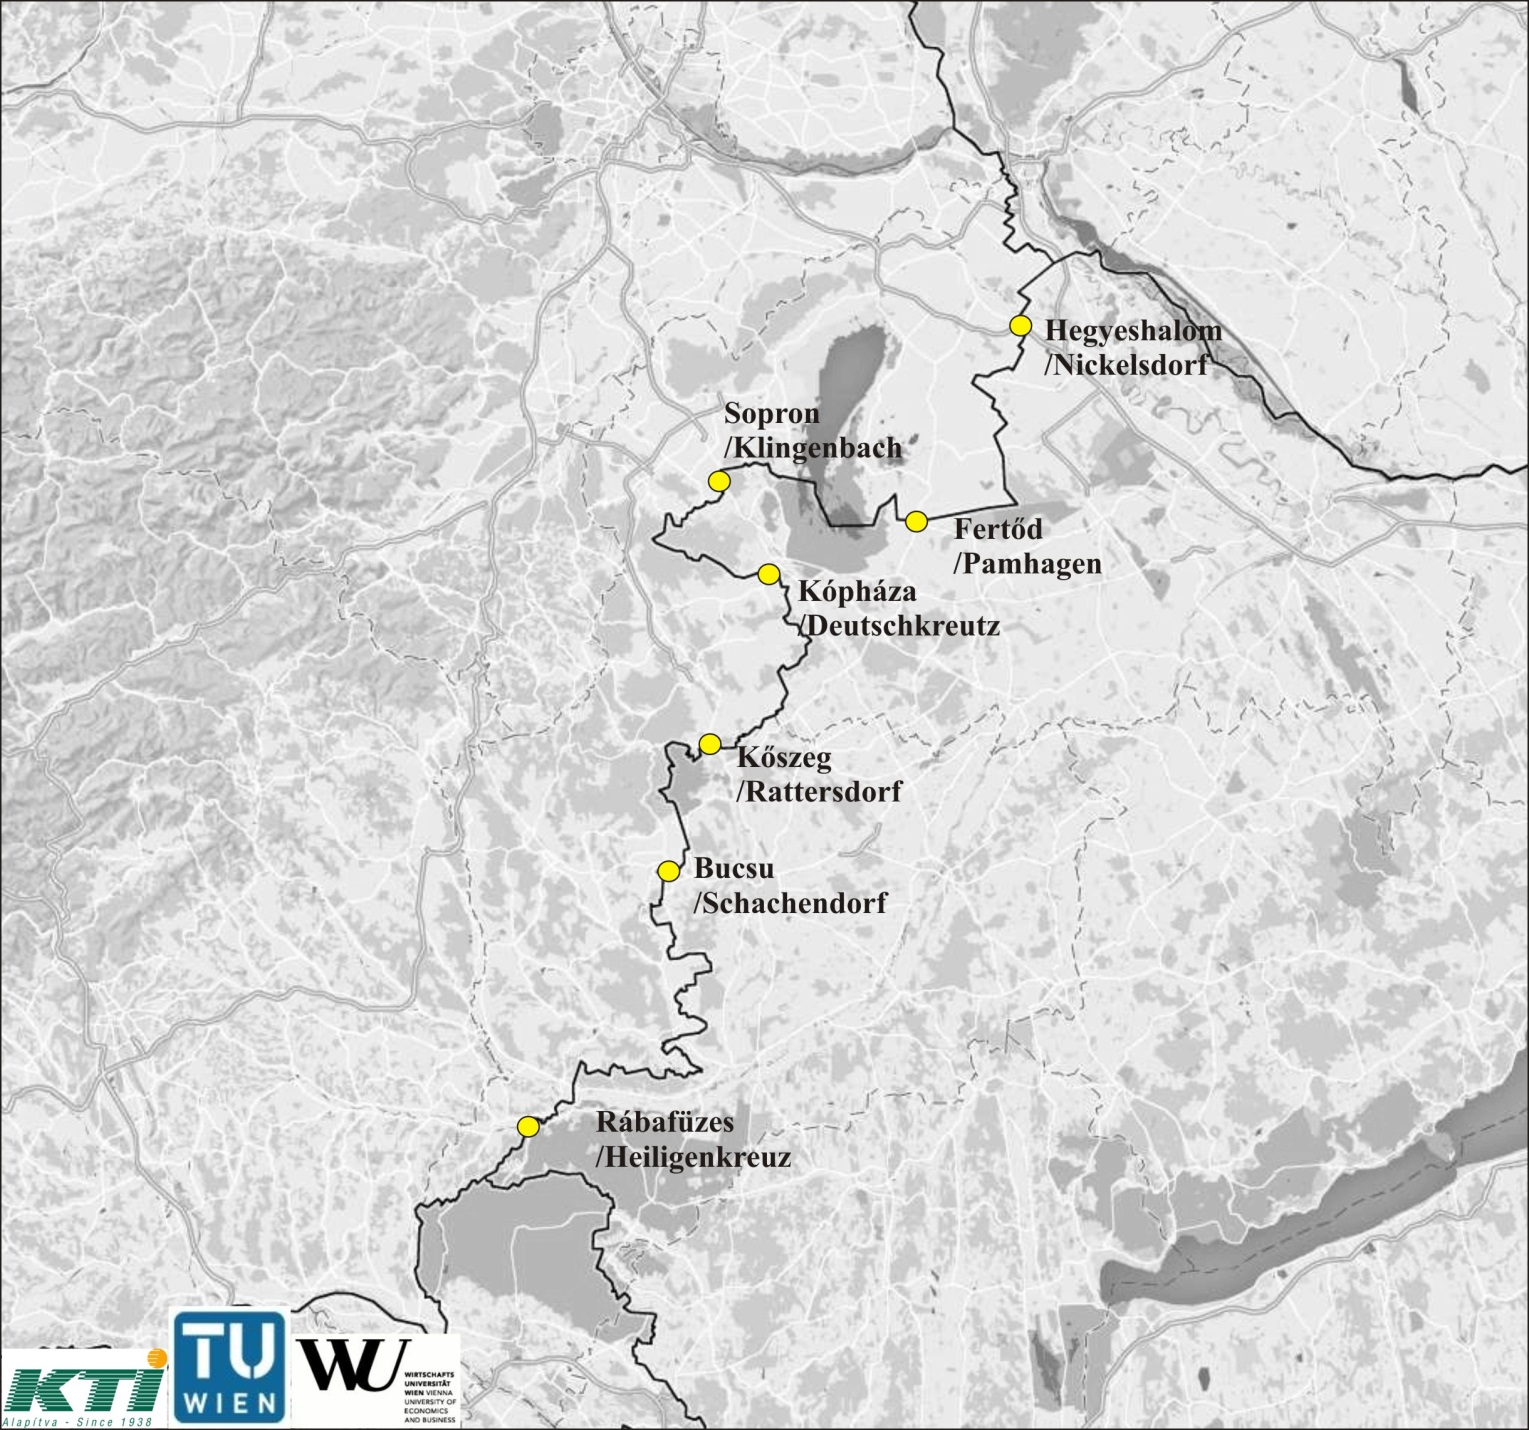 Hegyeshalom
/Nickelsdorf
Sopron
/Klingenbach
Fertőd
/Pamhagen
Kópháza
/Deutschkreutz
Kőszeg
/Rattersdorf
Bucsu
/Schachendorf
Rábafüzes
/Heiligenkreuz
KTI
Alapítva - Since 1938
TU
WIEN
WU
WIRTSCHAFTS
UNIVERSITÄT
WIEN VIENNA
UNIVERSITY OF
ECONOMICS
AND BUSINESS